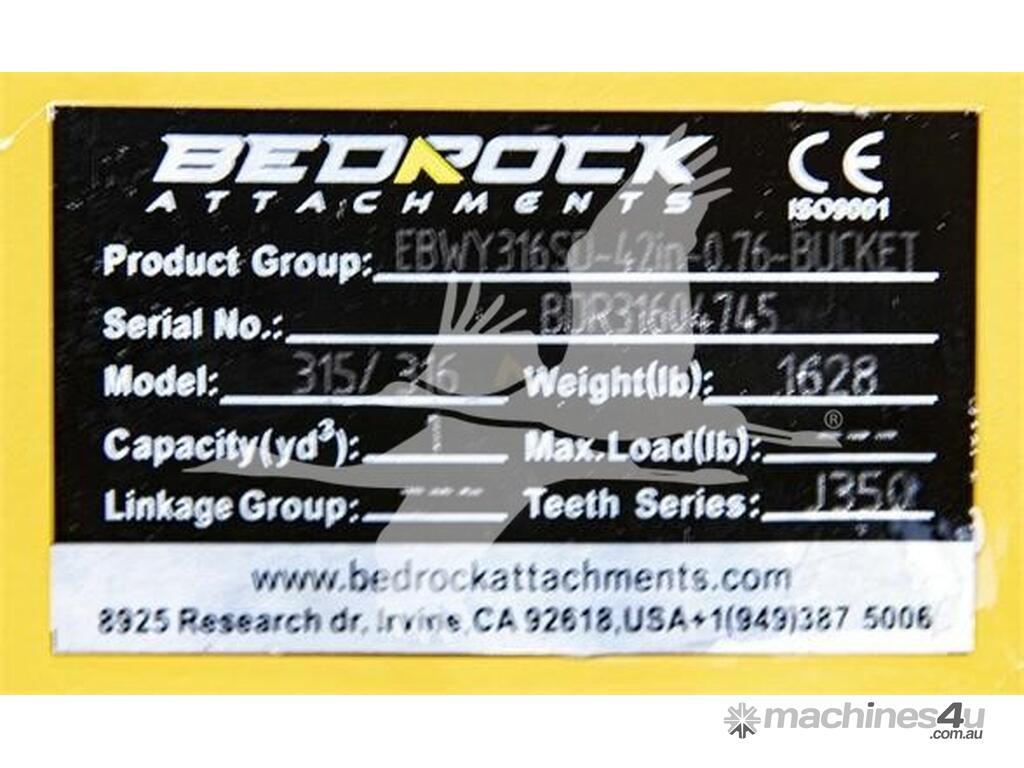 BEDROCK
ATTACHMENTS
CE
ISO9001
Product Group: EBWY316SD-42in-0.76-BUCKET
Serial No.: BDR31604745
Model: 315/ 316 Weight(lb): 1628
Capacity(yd³): 1 Max.Load(lb): ---
Linkage Group: --- Teeth Series: J350
www.bedrockattachments.com
8925 Research dr, Irvine,CA 92618,USA+1(949)387 5006
®
machines4u
.com.au